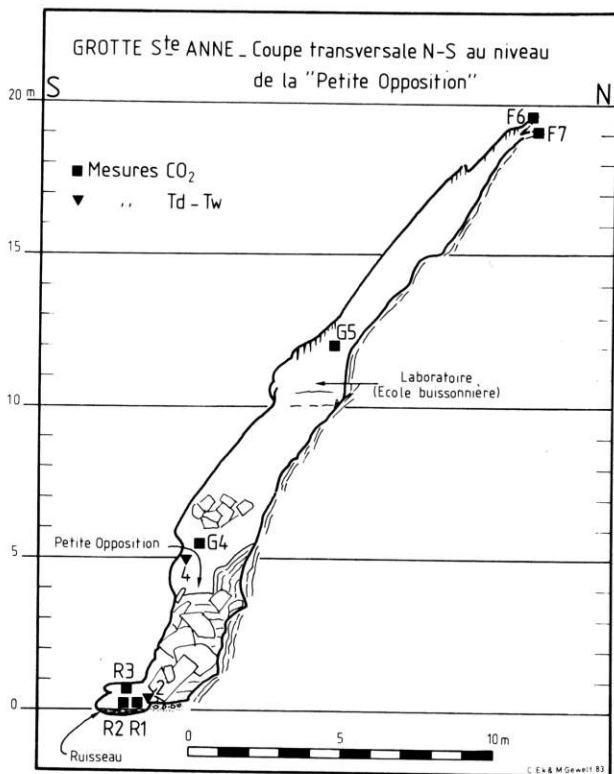 GROTTE Ste ANNE_ Coupe transversale N-S au niveau
de la "Petite Opposition"
S
N
20 m
F6
F7
■ Mesures CO2
▼ ,, Td - Tw
15
G5
Laboratoire
(Ecole buissonnière)
10
Petite Opposition
G4
5
4
R3
2
0
R2 R1
Ruisseau
0
5
10 m
C Ek & M Gewelt 83